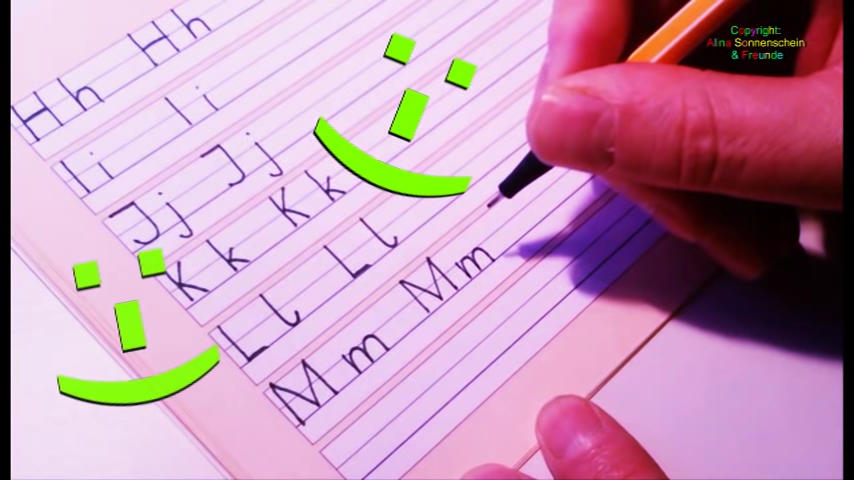 Hh Hh
Ii Ii
Jj Jj
Kk Kk
Ll Ll
Mm Mm
Copyright:
Alina Sonnenschein
& Freunde